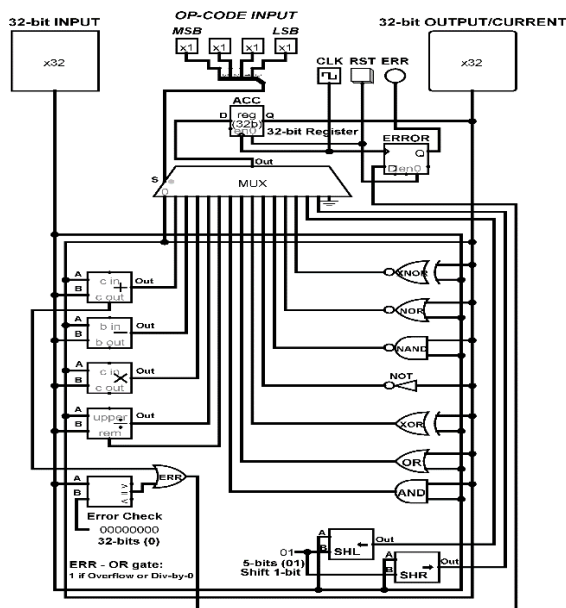 32-bit INPUT
OP-CODE INPUT
32-bit OUTPUT/CURRENT
MSB
LSB
x32
x1
x1
x1
x1
x32
CLK RST ERR
ACC
D
reg
(32b)
en0
Q
32-bit Register
ERROR
D
Q
en0
Out
S
0
MUX
A
B
c in
+
c out
Out
A
B
b in
−
b out
Out
A
B
c in
×
c out
Out
A
B
upper
÷
rem
Out
XNOR
NOR
NAND
NOT
XOR
OR
AND
A
B
>
=
<
ERR
Error Check
00000000
32-bits (0)
ERR - OR gate:
1 if Overflow or Div-by-0
01
5-bits (01)
Shift 1-bit
A
B
SHL
Out
A
B
SHR
Out